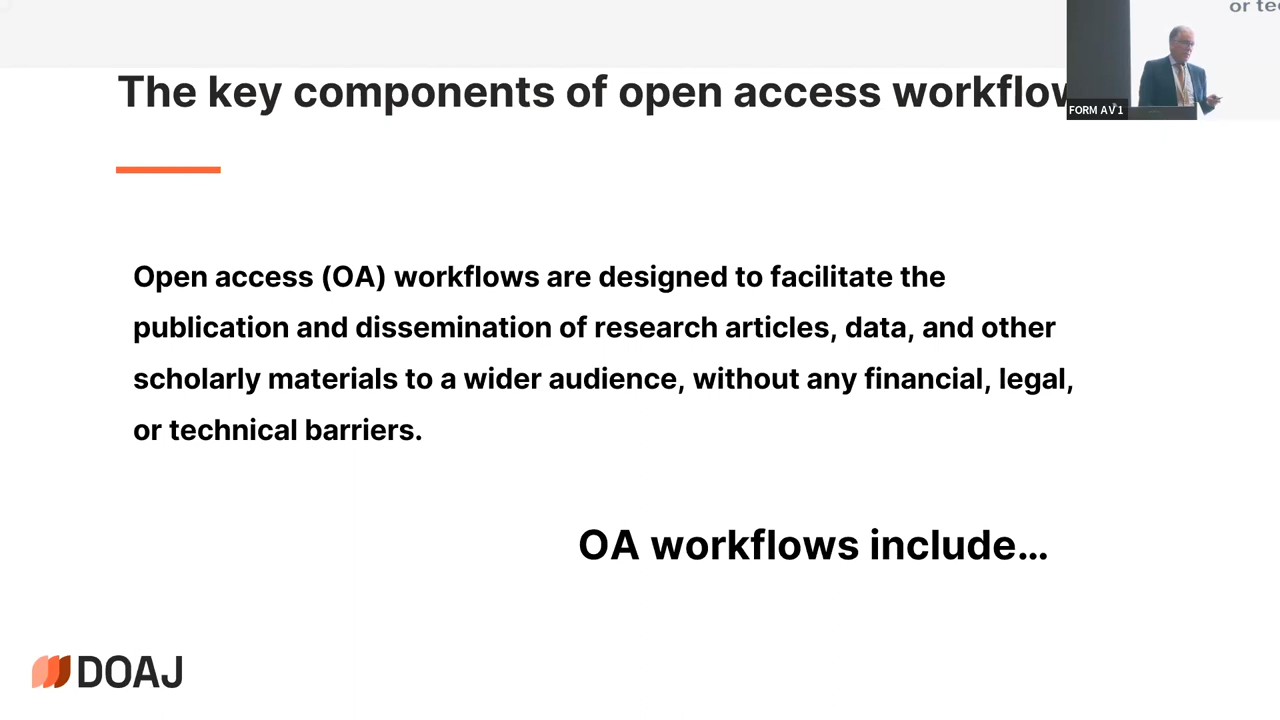 or te
The key components of open access workflow
FORM AV 1
Open access (OA) workflows are designed to facilitate the
publication and dissemination of research articles, data, and other
scholarly materials to a wider audience, without any financial, legal,
or technical barriers.
OA workflows include…
DOAJ